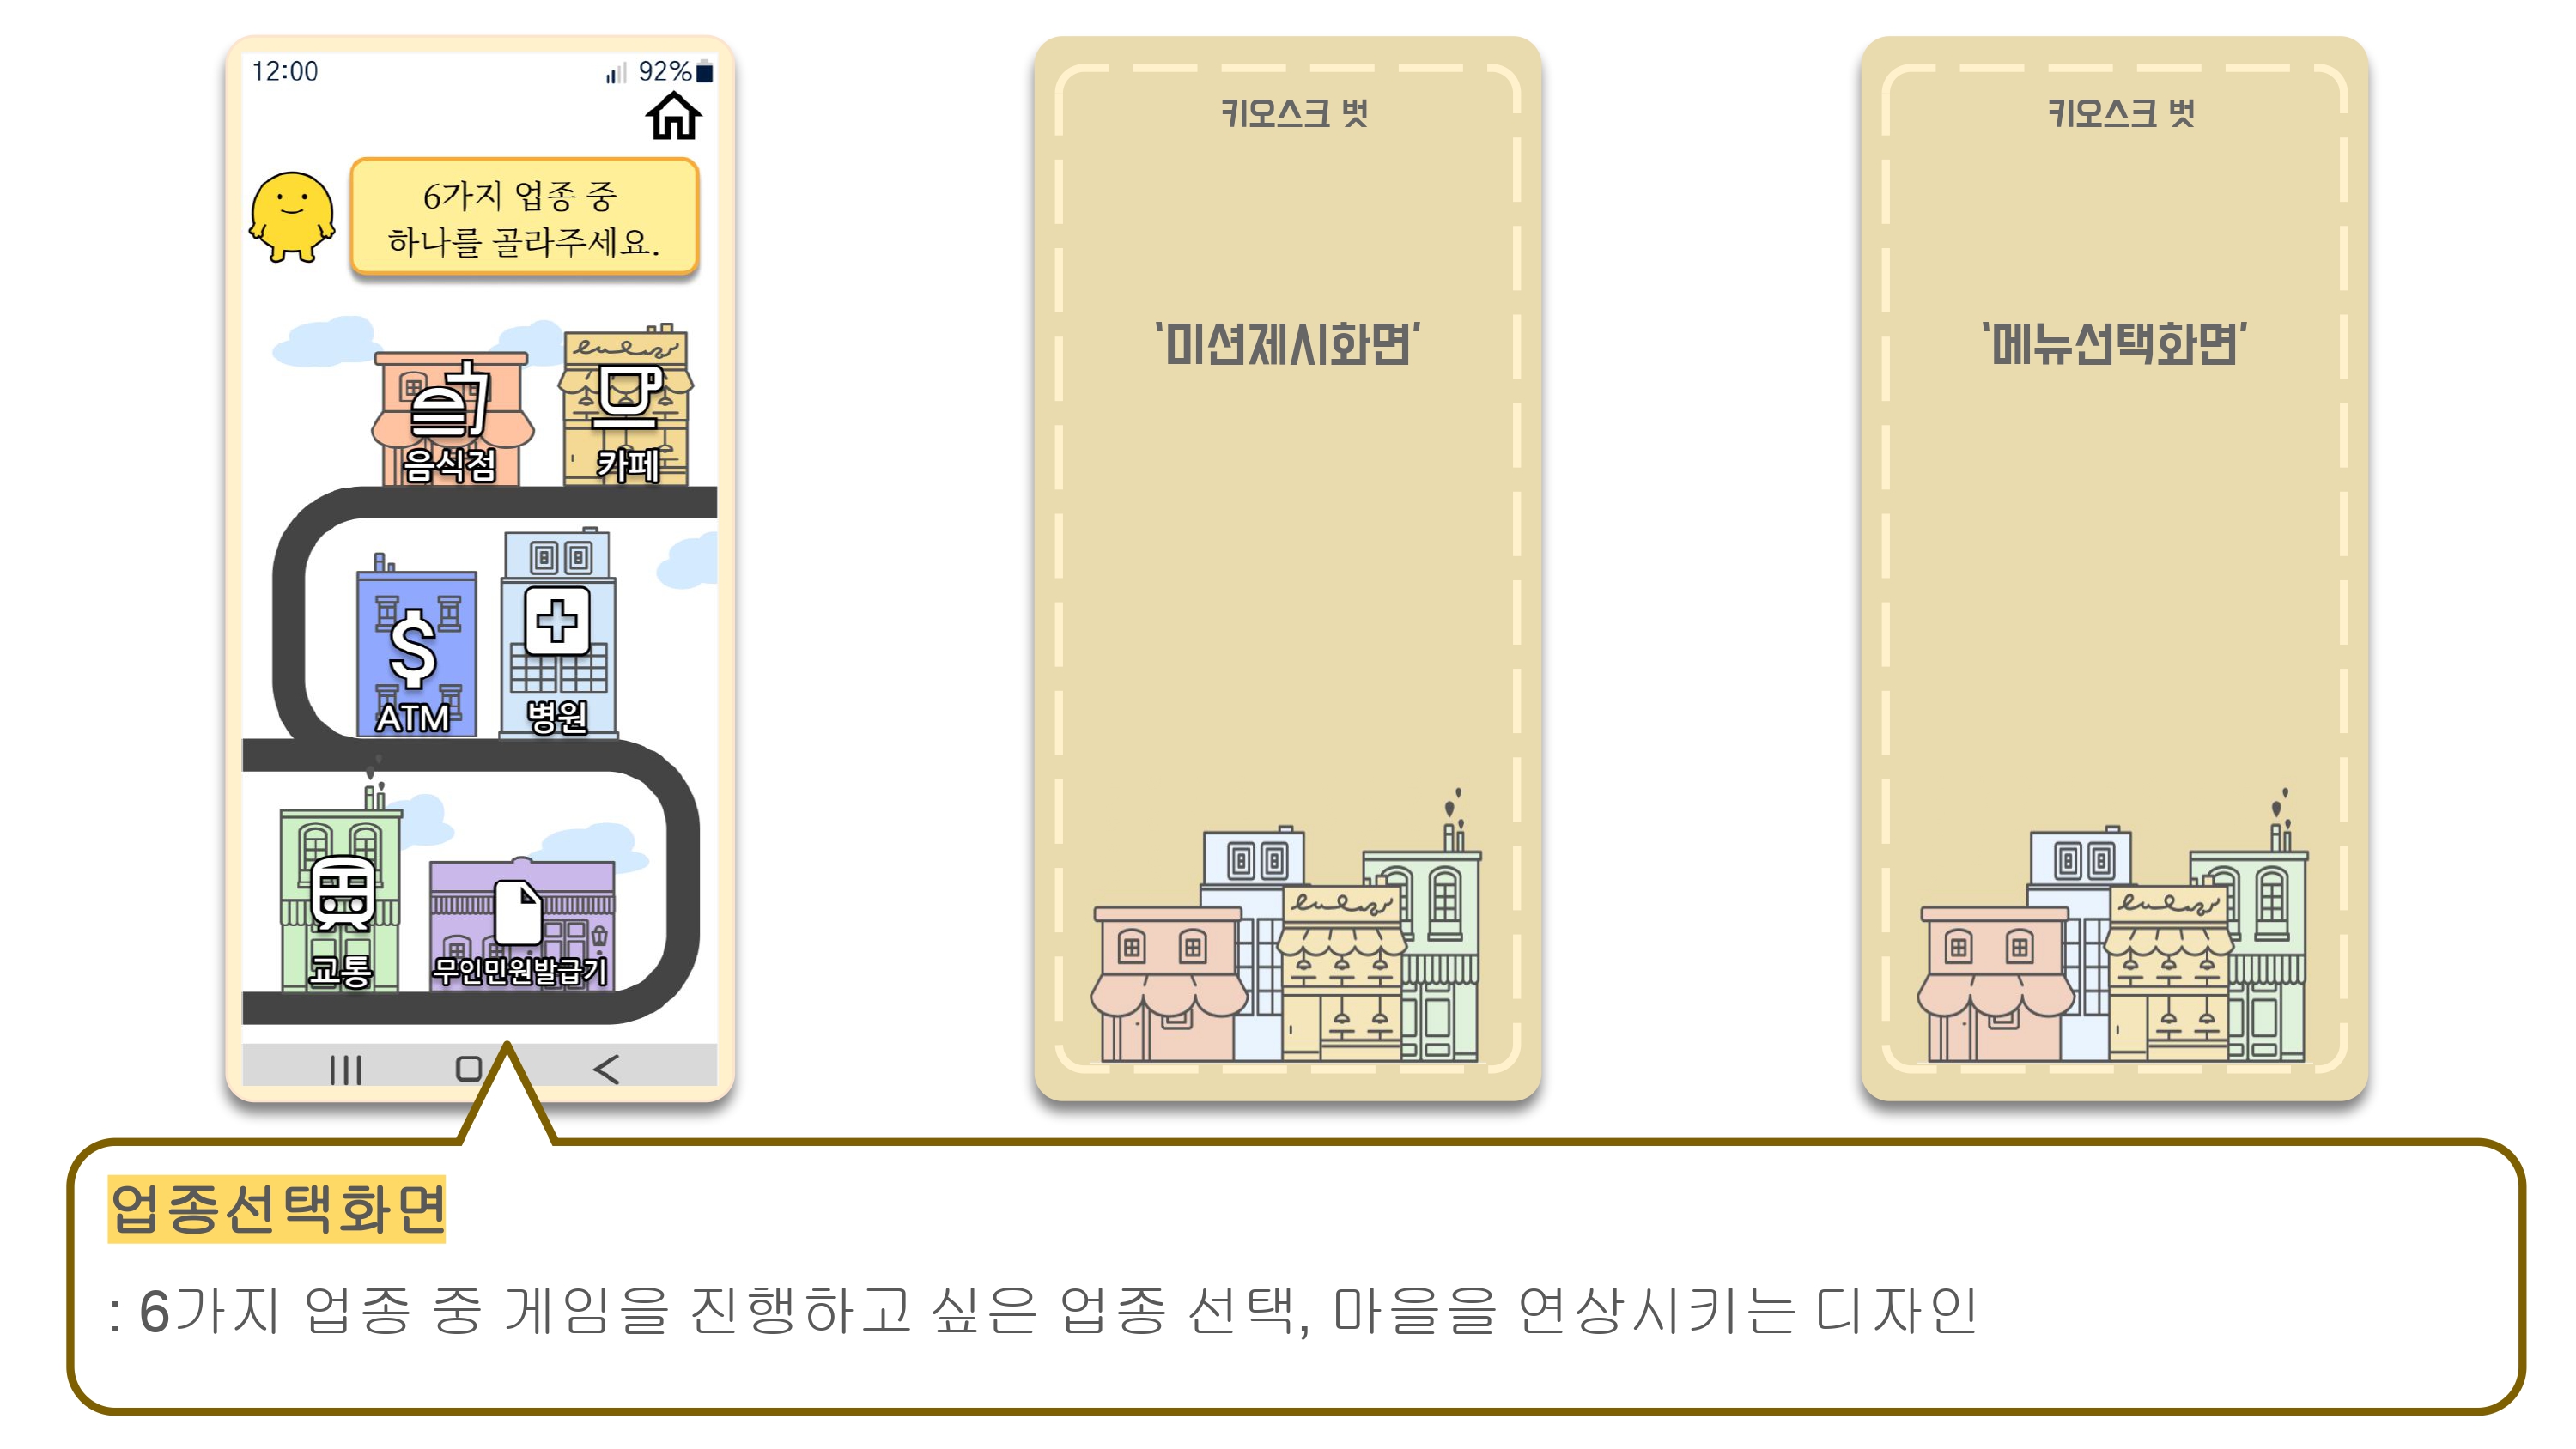 12:00
92%
6가지 업종 중
하나를 골라주세요.
음식점
카페
ATM
병원
교통
무인민원발급기
키오스크 벗
‘미션제시화면’
키오스크 벗
‘메뉴선택화면’
업종선택화면
: 6가지 업종 중 게임을 진행하고 싶은 업종 선택, 마을을 연상시키는 디자인